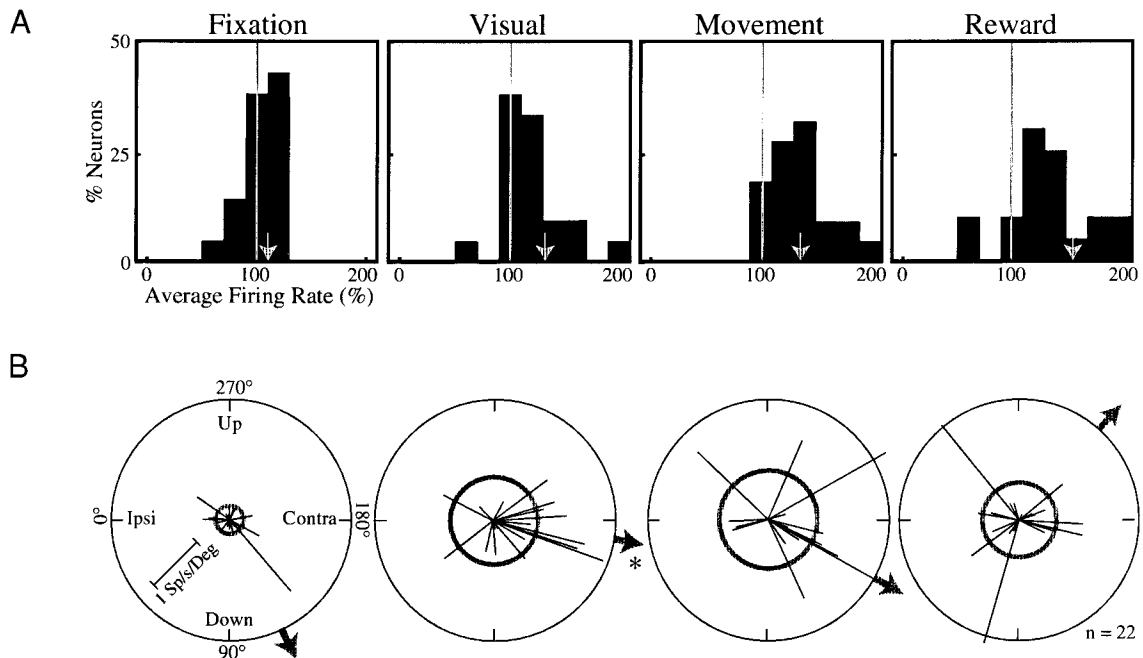 A
Fixation
Visual
Movement
Reward
50
25
0
% Neurons
0 100 200
0 100 200
0 100 200
0 100 200
Average Firing Rate (%)
B
270°
Up
0°
Ipsi
Contra
180°
1 Sp/s/Deg
Down
90°
*
n = 22